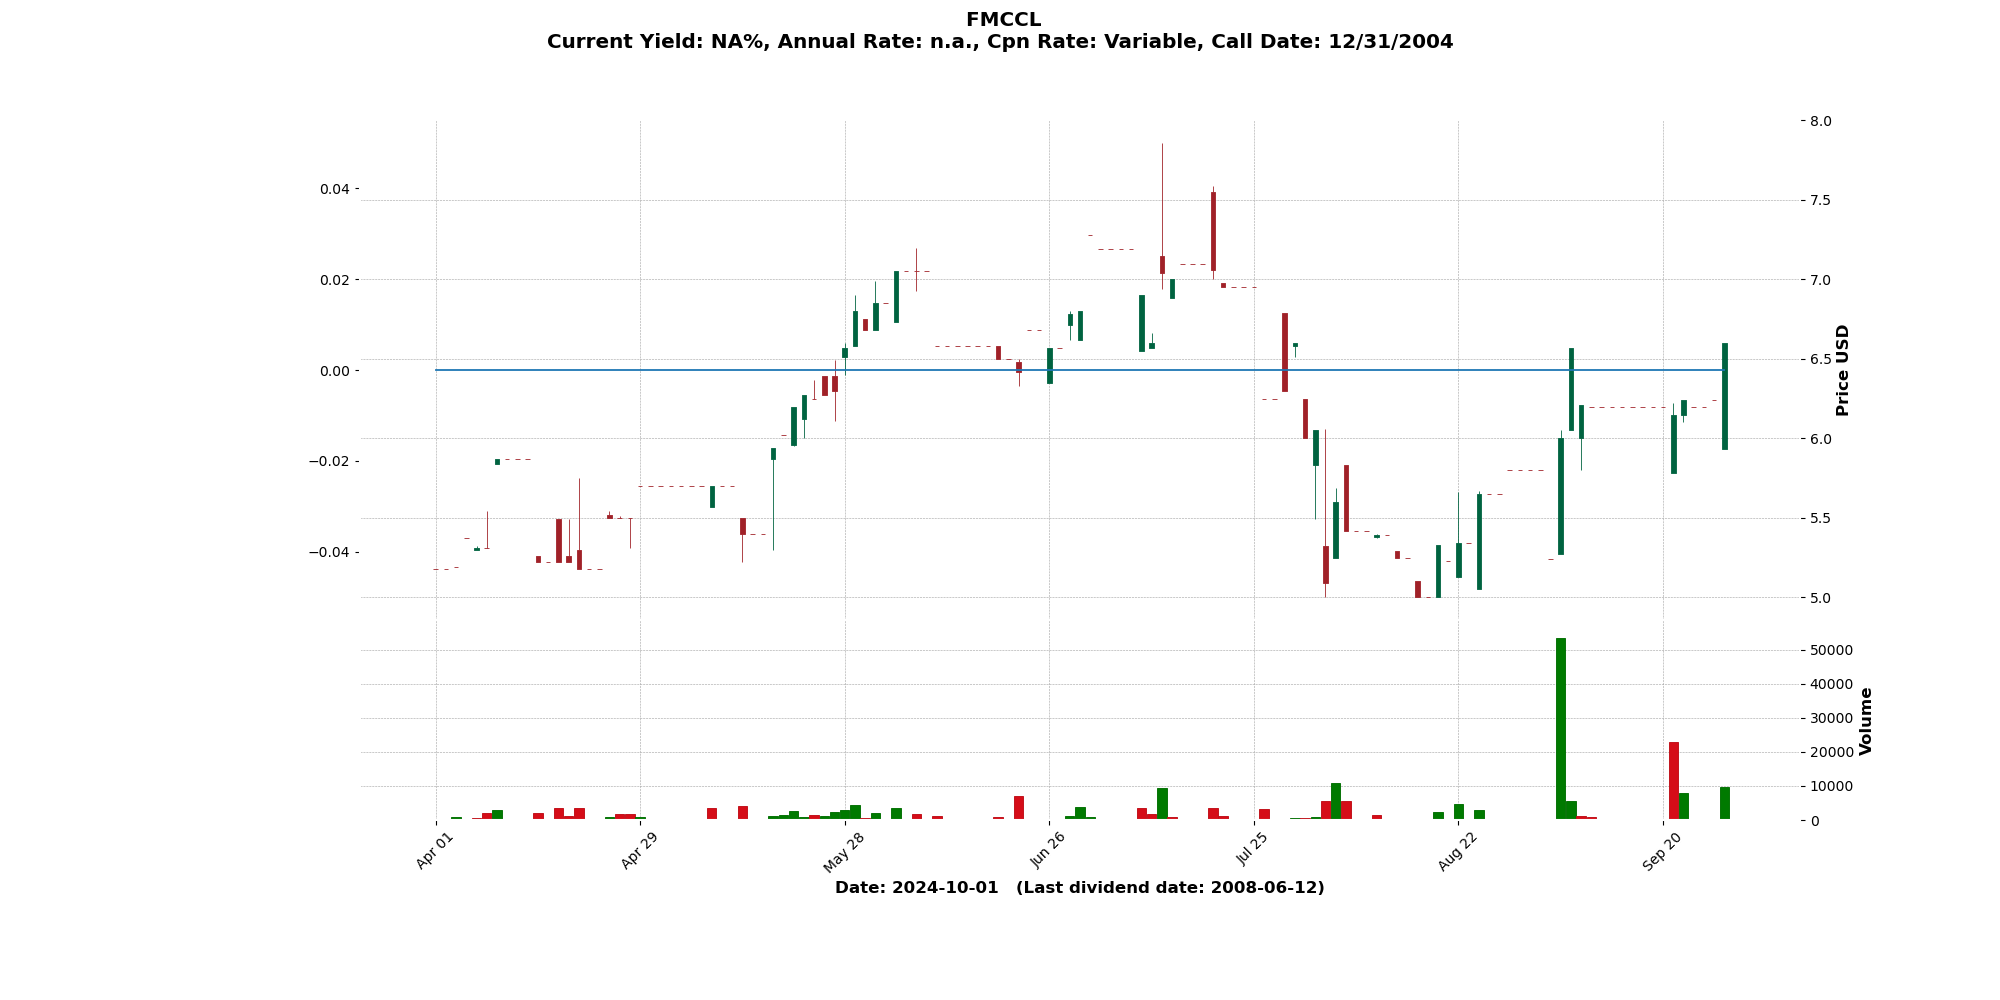 FMCCL
Current Yield: NA%, Annual Rate: n.a., Cpn Rate: Variable, Call Date: 12/31/2004
0.04
0.02
0.00
−0.02
−0.04
8.0
7.5
7.0
6.5
6.0
5.5
5.0
Price USD
50000
40000
30000
20000
10000
0
Volume
Apr 01
Apr 29
May 28
Jun 26
Jul 25
Aug 22
Sep 20
Date: 2024-10-01 (Last dividend date: 2008-06-12)